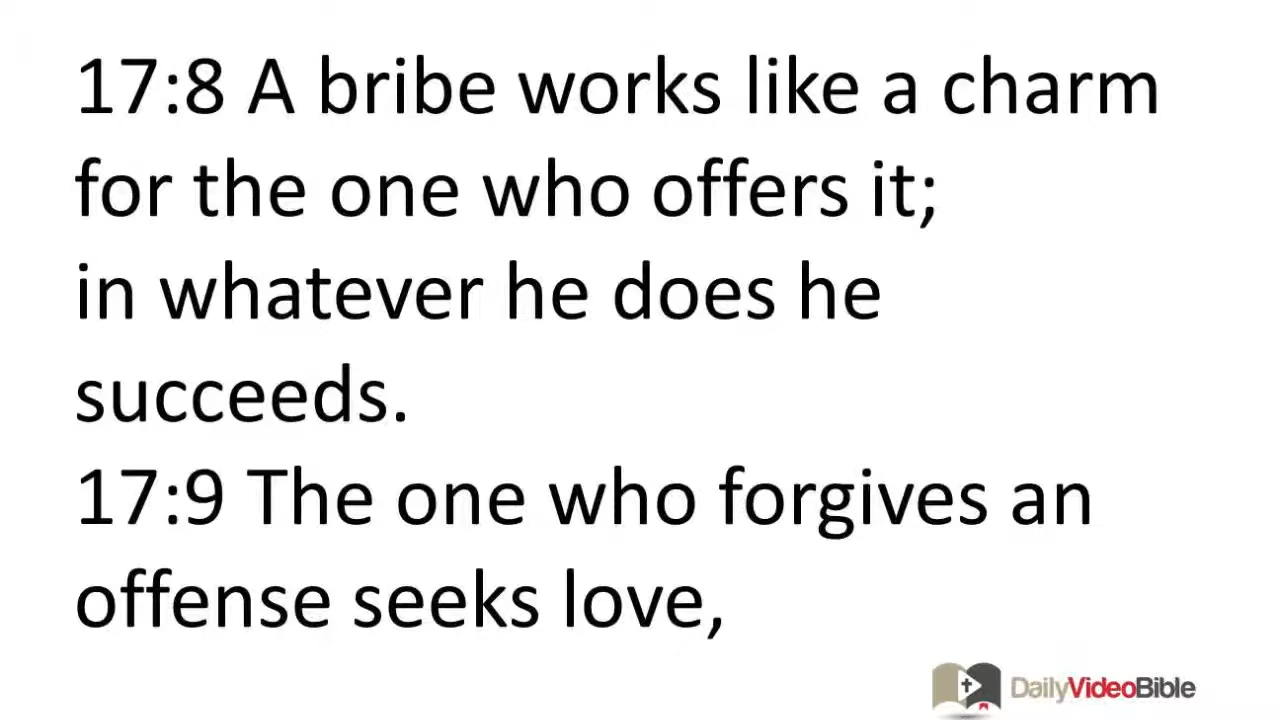 17:8 A bribe works like a charm
for the one who offers it;
in whatever he does he
succeeds.
17:9 The one who forgives an
offense seeks love,
DailyVideoBible